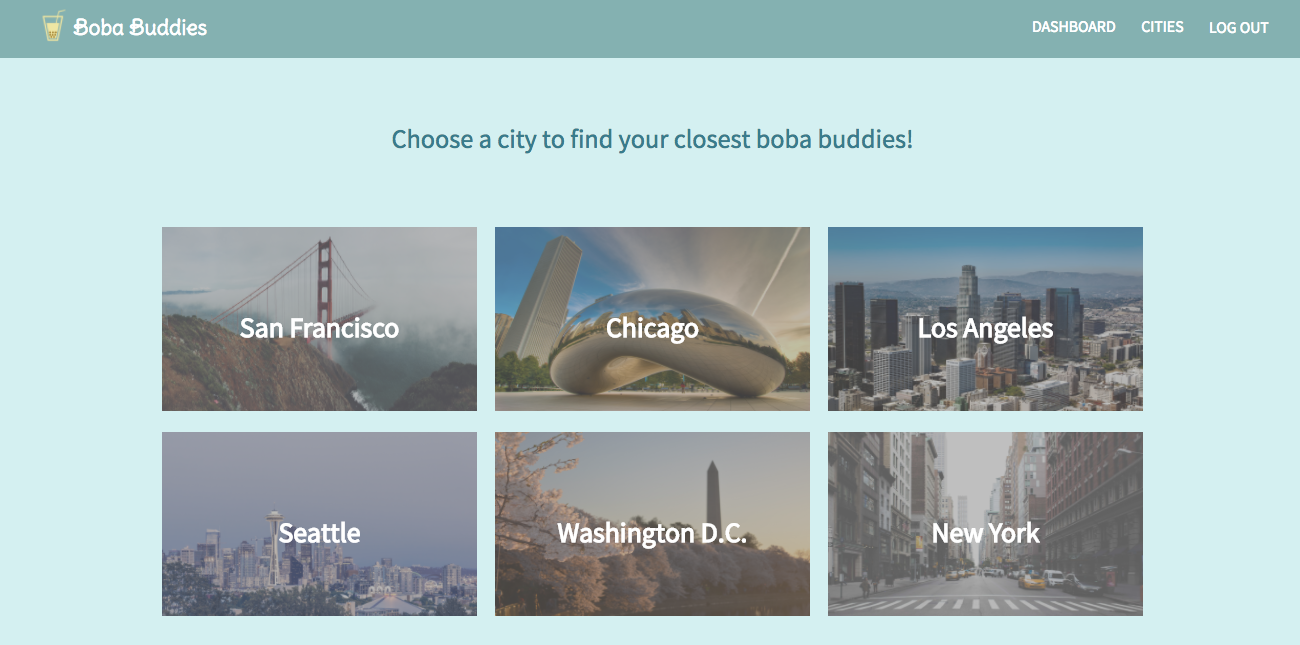 Boba Buddies
DASHBOARD CITIES LOG OUT
Choose a city to find your closest boba buddies!
San Francisco
Chicago
Los Angeles
Seattle
Washington D.C.
New York